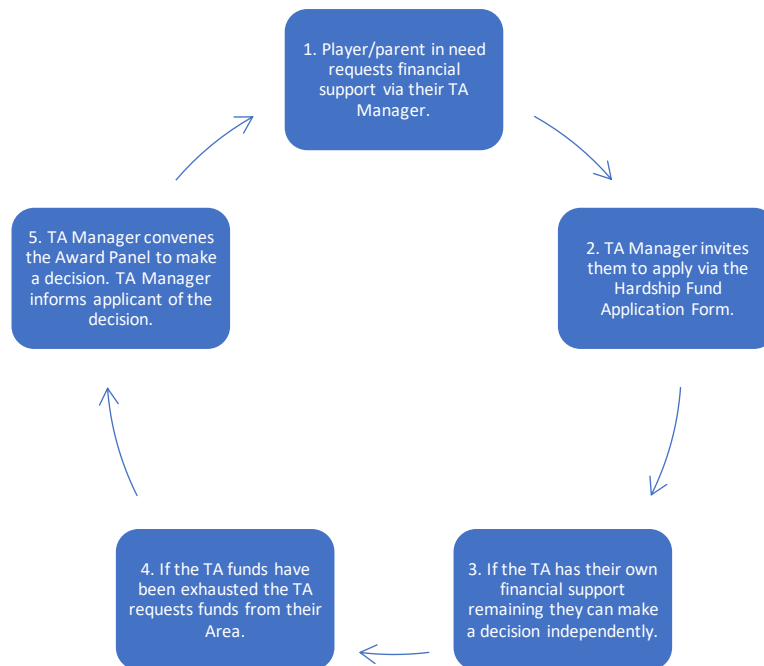 1. Player/parent in need
requests financial
support via their TA
Manager.
2. TA Manager invites
them to apply via the
Hardship Fund
Application Form.
3. If the TA has their own
financial support
remaining they can make
a decision independently.
4. If the TA funds have
been exhausted the TA
requests funds from their
Area.
5. TA Manager convenes
the Award Panel to make
a decision. TA Manager
informs applicant of the
decision.